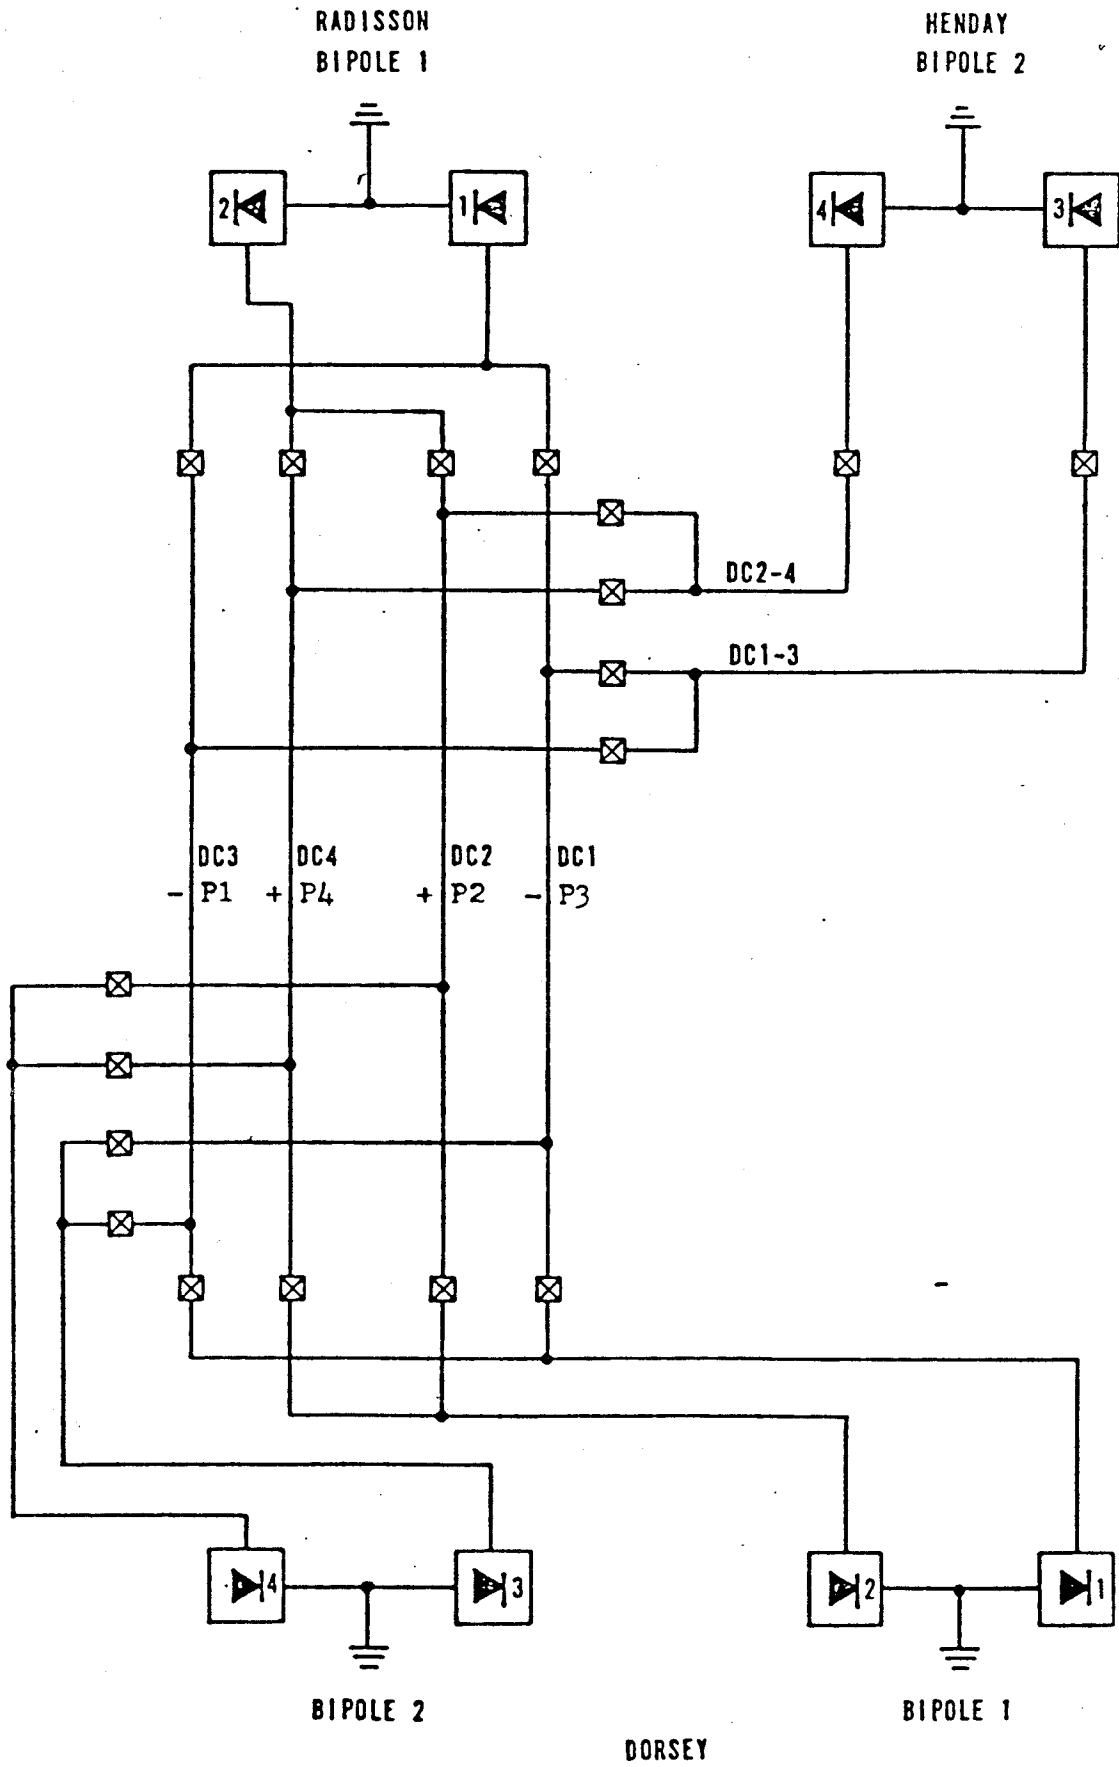 RADISSON
BIPOLE 1
HENDAY
BIPOLE 2
2
1
4
3
DC2-4
DC1-3
DC3
DC4
DC2
DC1
- P1
+ P4
+ P2
- P3
4
3
2
1
BIPOLE 2
BIPOLE 1
DORSEY